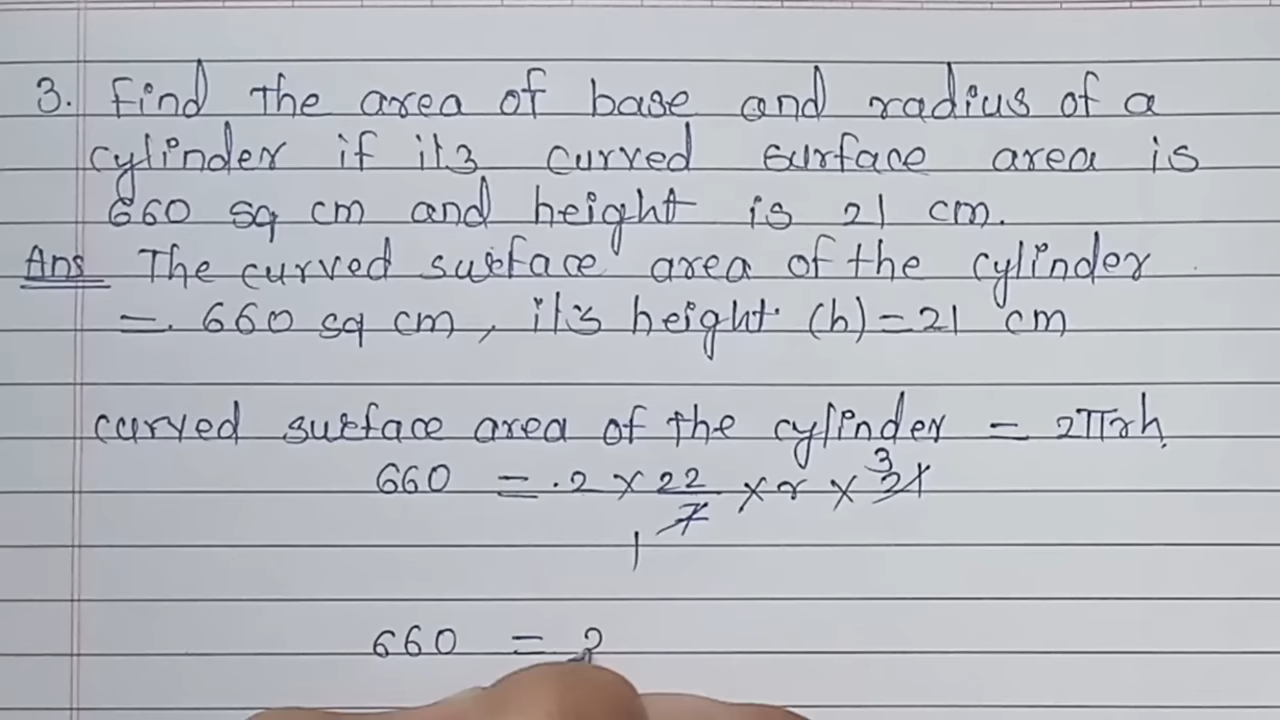 3. Find the area of base and radius of a
cylinder if its curved surface area is
660 sq cm and height is 21 cm.
Ans The curved surface area of the cylinder
= 660 sq cm, its height (h) = 21 cm
curved surface area of the cylinder = 2πrh
660 = 2 × 22/7 × r × 21 3
1
660 = 2